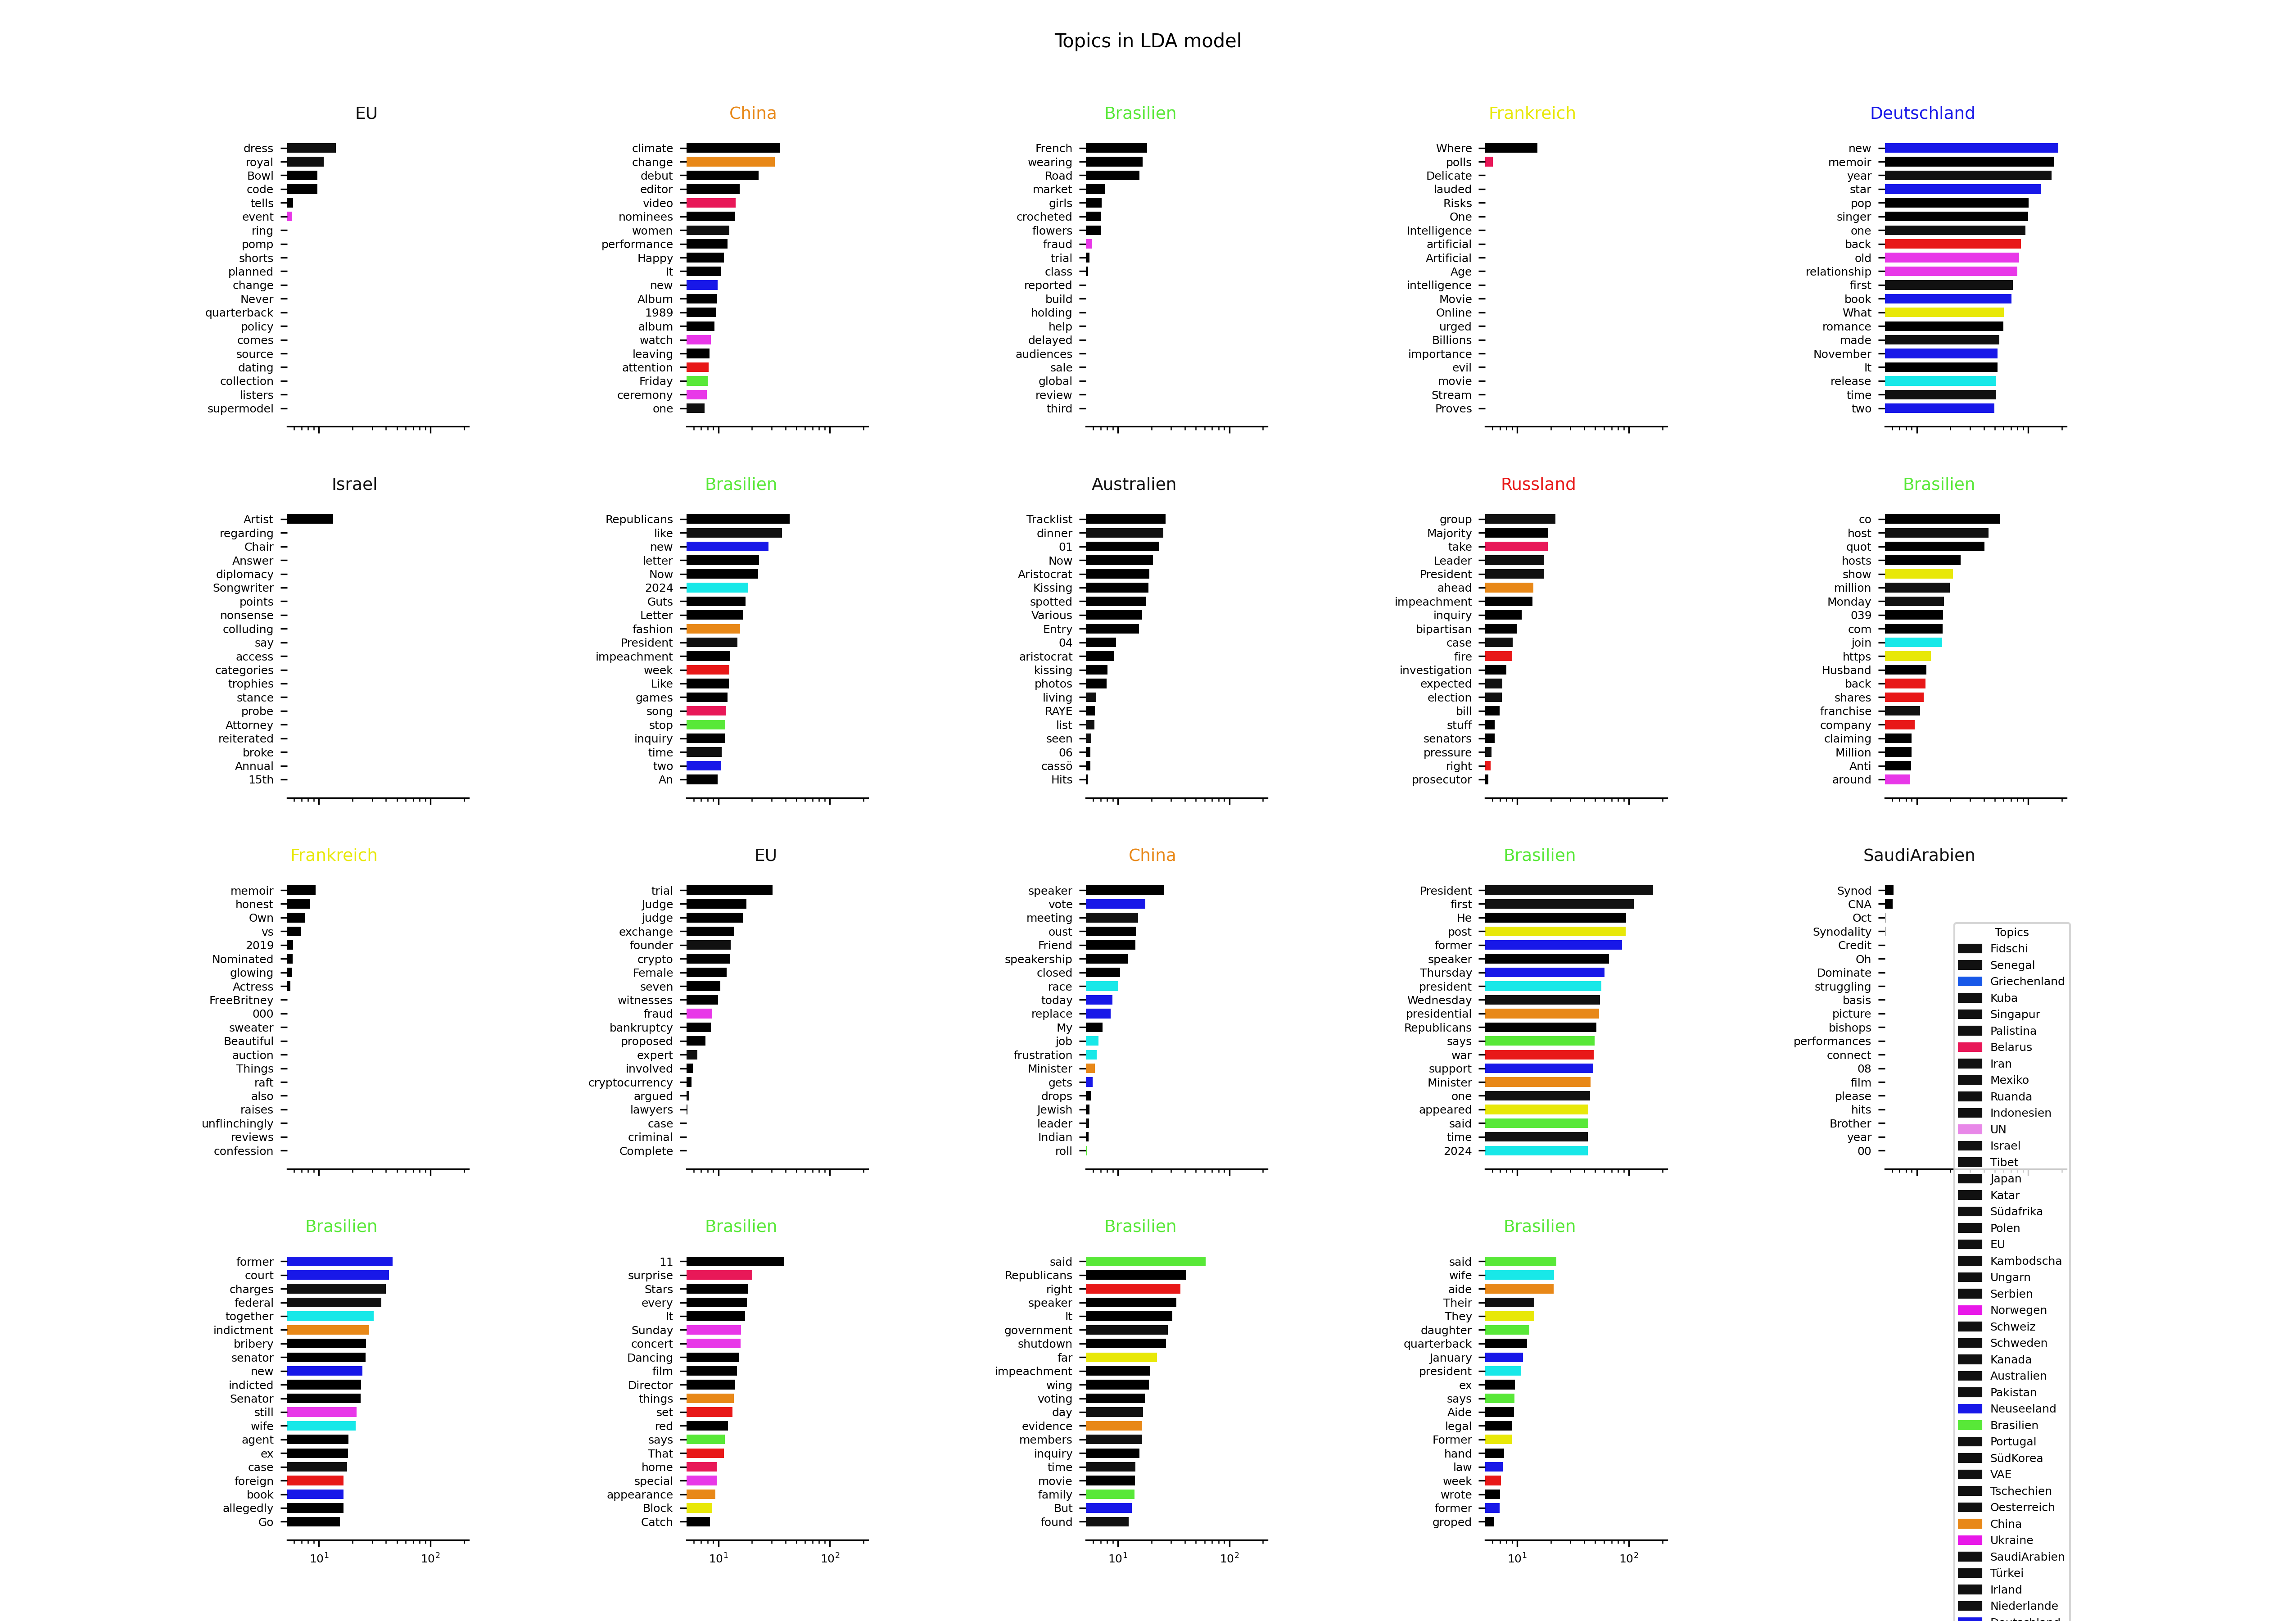 Topics in LDA model
EU
dress
royal
Bowl
code
tells
event
ring
pomp
shorts
planned
change
Never
quarterback
policy
comes
source
dating
collection
listers
supermodel
China
climate
change
debut
editor
video
nominees
women
performance
Happy
It
new
Album
1989
album
watch
leaving
attention
Friday
ceremony
one
Brasilien
French
wearing
Road
market
girls
crocheted
flowers
fraud
trial
class
reported
build
holding
help
delayed
audiences
sale
global
review
third
Frankreich
Where
polls
Delicate
lauded
Risks
One
Intelligence
artificial
Artificial
Age
intelligence
Movie
Online
urged
Billions
importance
evil
movie
Stream
Proves
Deutschland
new
memoir
year
star
pop
singer
one
back
old
relationship
first
book
What
romance
made
November
It
release
time
two
Israel
Artist
regarding
Chair
Answer
diplomacy
Songwriter
points
nonsense
colluding
say
access
categories
trophies
stance
probe
Attorney
reiterated
broke
Annual
15th
Brasilien
Republicans
like
new
letter
Now
2024
Guts
Letter
fashion
President
impeachment
week
Like
games
song
stop
inquiry
time
two
An
Australien
Tracklist
dinner
01
Now
Aristocrat
Kissing
spotted
Various
Entry
04
aristocrat
kissing
photos
living
RAYE
list
seen
06
cassö
Hits
Russland
group
Majority
take
Leader
President
ahead
impeachment
inquiry
bipartisan
case
fire
investigation
expected
election
bill
stuff
senators
pressure
right
prosecutor
Brasilien
co
host
quot
hosts
show
million
Monday
039
com
join
https
Husband
back
shares
franchise
company
claiming
Million
Anti
around
Frankreich
memoir
honest
Own
vs
2019
Nominated
glowing
Actress
FreeBritney
000
sweater
Beautiful
auction
Things
raft
also
raises
unflinchingly
reviews
confession
EU
trial
Judge
judge
exchange
founder
crypto
Female
seven
witnesses
fraud
bankruptcy
proposed
expert
involved
cryptocurrency
argued
lawyers
case
criminal
Complete
China
speaker
vote
meeting
oust
Friend
speakership
closed
race
today
replace
My
job
frustration
Minister
gets
drops
Jewish
leader
Indian
roll
Brasilien
President
first
He
post
former
speaker
Thursday
president
Wednesday
presidential
Republicans
says
war
support
Minister
one
appeared
said
time
2024
SaudiArabien
Synod
CNA
Oct
Synodality
Credit
Oh
Dominate
struggling
basis
picture
bishops
performances
connect
08
film
please
hits
Brother
year
00
Brasilien
former
court
charges
federal
together
indictment
bribery
senator
new
indicted
Senator
still
wife
agent
ex
case
foreign
book
allegedly
Go
10¹ 10²
Brasilien
11
surprise
Stars
every
It
Sunday
concert
Dancing
film
Director
things
set
red
says
That
home
special
appearance
Block
Catch
10¹ 10²
Brasilien
said
Republicans
right
speaker
It
government
shutdown
far
impeachment
wing
voting
day
evidence
members
inquiry
time
movie
family
But
found
10¹ 10²
Brasilien
said
wife
aide
Their
They
daughter
quarterback
January
president
ex
says
Aide
legal
Former
hand
law
week
wrote
former
groped
10¹ 10²
Topics
Fidschi
Senegal
Griechenland
Kuba
Singapur
Palistina
Belarus
Iran
Mexiko
Ruanda
Indonesien
UN
Israel
Tibet
Japan
Katar
Südafrika
Polen
EU
Kambodscha
Ungarn
Serbien
Norwegen
Schweiz
Schweden
Kanada
Australien
Pakistan
Neuseeland
Brasilien
Portugal
SüdKorea
VAE
Tschechien
Oesterreich
China
Ukraine
SaudiArabien
Türkei
Irland
Niederlande
Deutschland